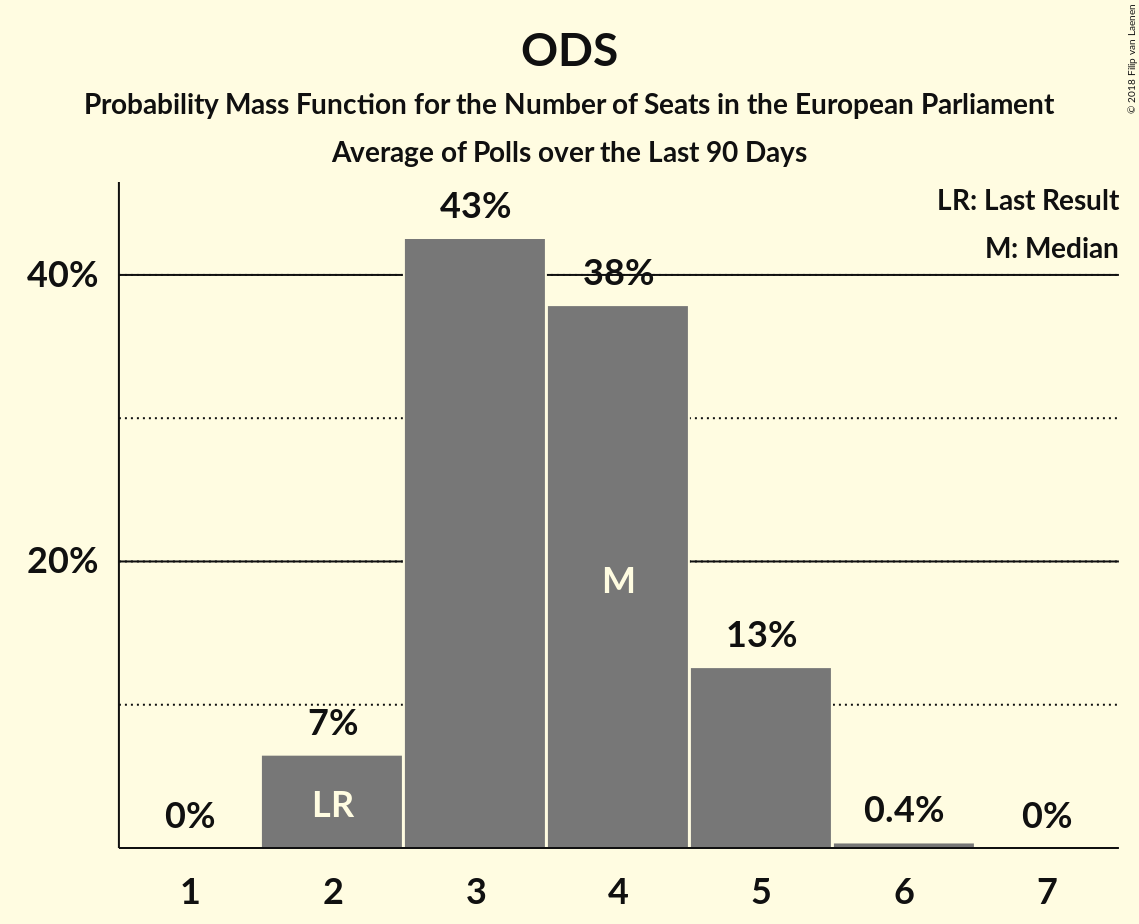 ODS
Probability Mass Function for the Number of Seats in the European Parliament
Average of Polls over the Last 90 Days
© 2018 Filip van Laenen
LR: Last Result
M: Median
43%
40%
38%
20%
M
13%
7%
LR
0%
0.4%
0%
1 2 3 4 5 6 7